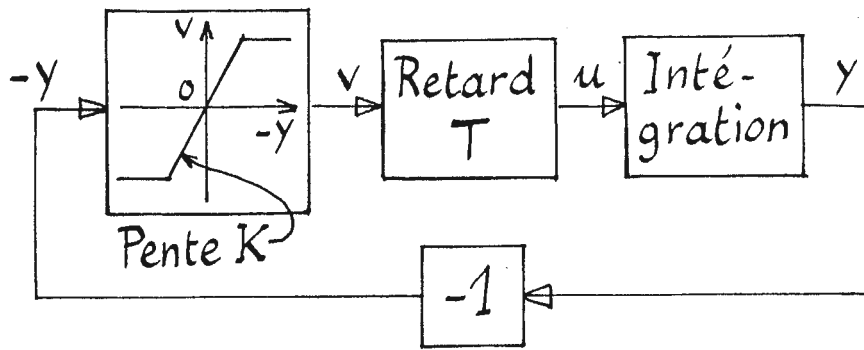 v
-y
0
-y
v
Retard
T
u
Inté-
gration
y
Pente K
-1